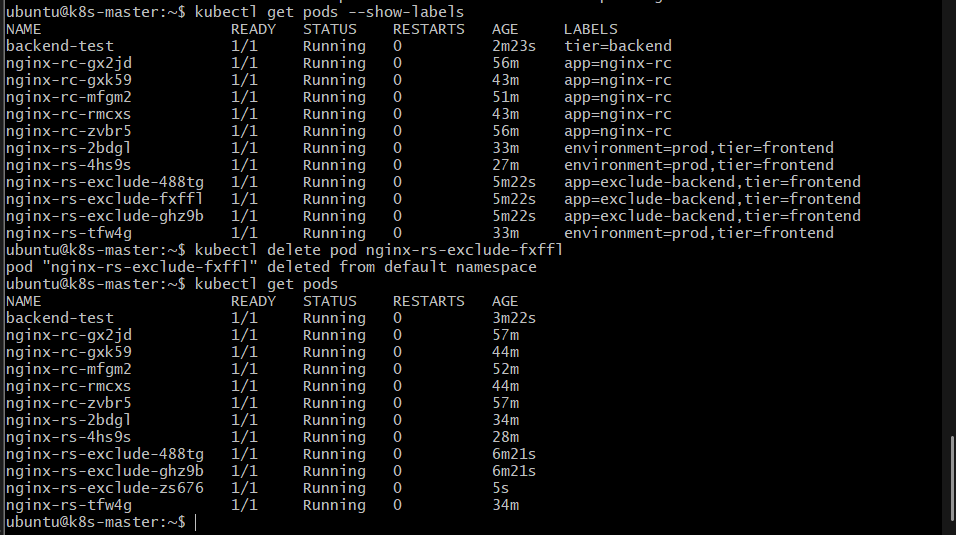 ubuntu@k8s-master:~$ kubectl get pods --show-labels
NAME READY STATUS RESTARTS AGE LABELS
backend-test 1/1 Running 0 2m23s tier=backend
nginx-rc-gx2jd 1/1 Running 0 56m app=nginx-rc
nginx-rc-gxk59 1/1 Running 0 43m app=nginx-rc
nginx-rc-mfgm2 1/1 Running 0 51m app=nginx-rc
nginx-rc-rmcxs 1/1 Running 0 43m app=nginx-rc
nginx-rc-zvbr5 1/1 Running 0 56m app=nginx-rc
nginx-rs-2bdgl 1/1 Running 0 33m environment=prod,tier=frontend
nginx-rs-4hs9s 1/1 Running 0 27m environment=prod,tier=frontend
nginx-rs-exclude-488tg 1/1 Running 0 5m22s app=exclude-backend,tier=frontend
nginx-rs-exclude-fxffl 1/1 Running 0 5m22s app=exclude-backend,tier=frontend
nginx-rs-exclude-ghz9b 1/1 Running 0 5m22s app=exclude-backend,tier=frontend
nginx-rs-tfw4g 1/1 Running 0 33m environment=prod,tier=frontend
ubuntu@k8s-master:~$ kubectl delete pod nginx-rs-exclude-fxffl
pod "nginx-rs-exclude-fxffl" deleted from default namespace
ubuntu@k8s-master:~$ kubectl get pods
NAME READY STATUS RESTARTS AGE
backend-test 1/1 Running 0 3m22s
nginx-rc-gx2jd 1/1 Running 0 57m
nginx-rc-gxk59 1/1 Running 0 44m
nginx-rc-mfgm2 1/1 Running 0 52m
nginx-rc-rmcxs 1/1 Running 0 44m
nginx-rc-zvbr5 1/1 Running 0 57m
nginx-rs-2bdgl 1/1 Running 0 34m
nginx-rs-4hs9s 1/1 Running 0 28m
nginx-rs-exclude-488tg 1/1 Running 0 6m21s
nginx-rs-exclude-ghz9b 1/1 Running 0 6m21s
nginx-rs-exclude-zs676 1/1 Running 0 5s
nginx-rs-tfw4g 1/1 Running 0 34m
ubuntu@k8s-master:~$